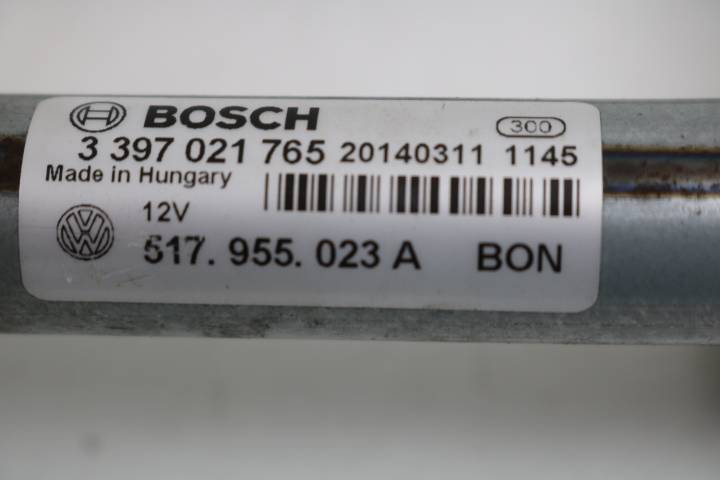 BOSCH 300
3 397 021 765 20140311 1145
Made in Hungary
12V
517. 955. 023 A BON